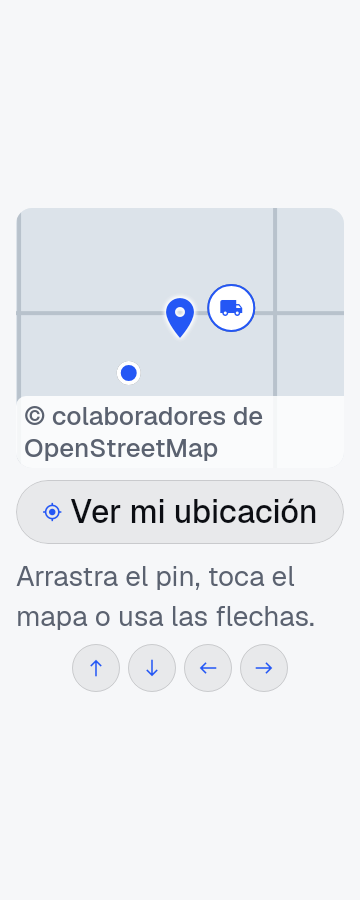 © colaboradores de
OpenStreetMap
Ver mi ubicación
Arrastra el pin, toca el
mapa o usa las flechas.